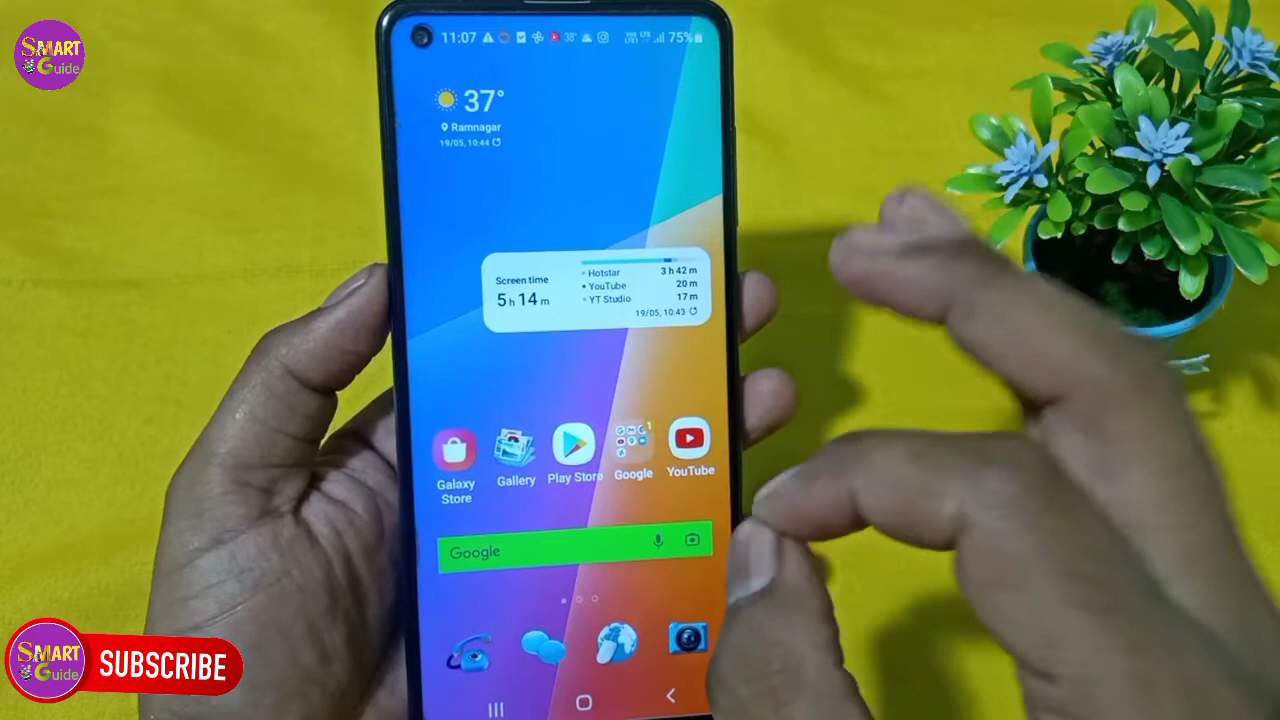 SMART
Guide
11:07
38°
75%
37°
Ramnagar
19/05, 10:44
Screen time
5 h 14 m
Hotstar 3 h 42 m
YouTube 20 m
YT Studio 17 m
19/05, 10:43
1
Galaxy
Store
Gallery
Play Store
Google
YouTube
Google
SMART
Guide
SUBSCRIBE